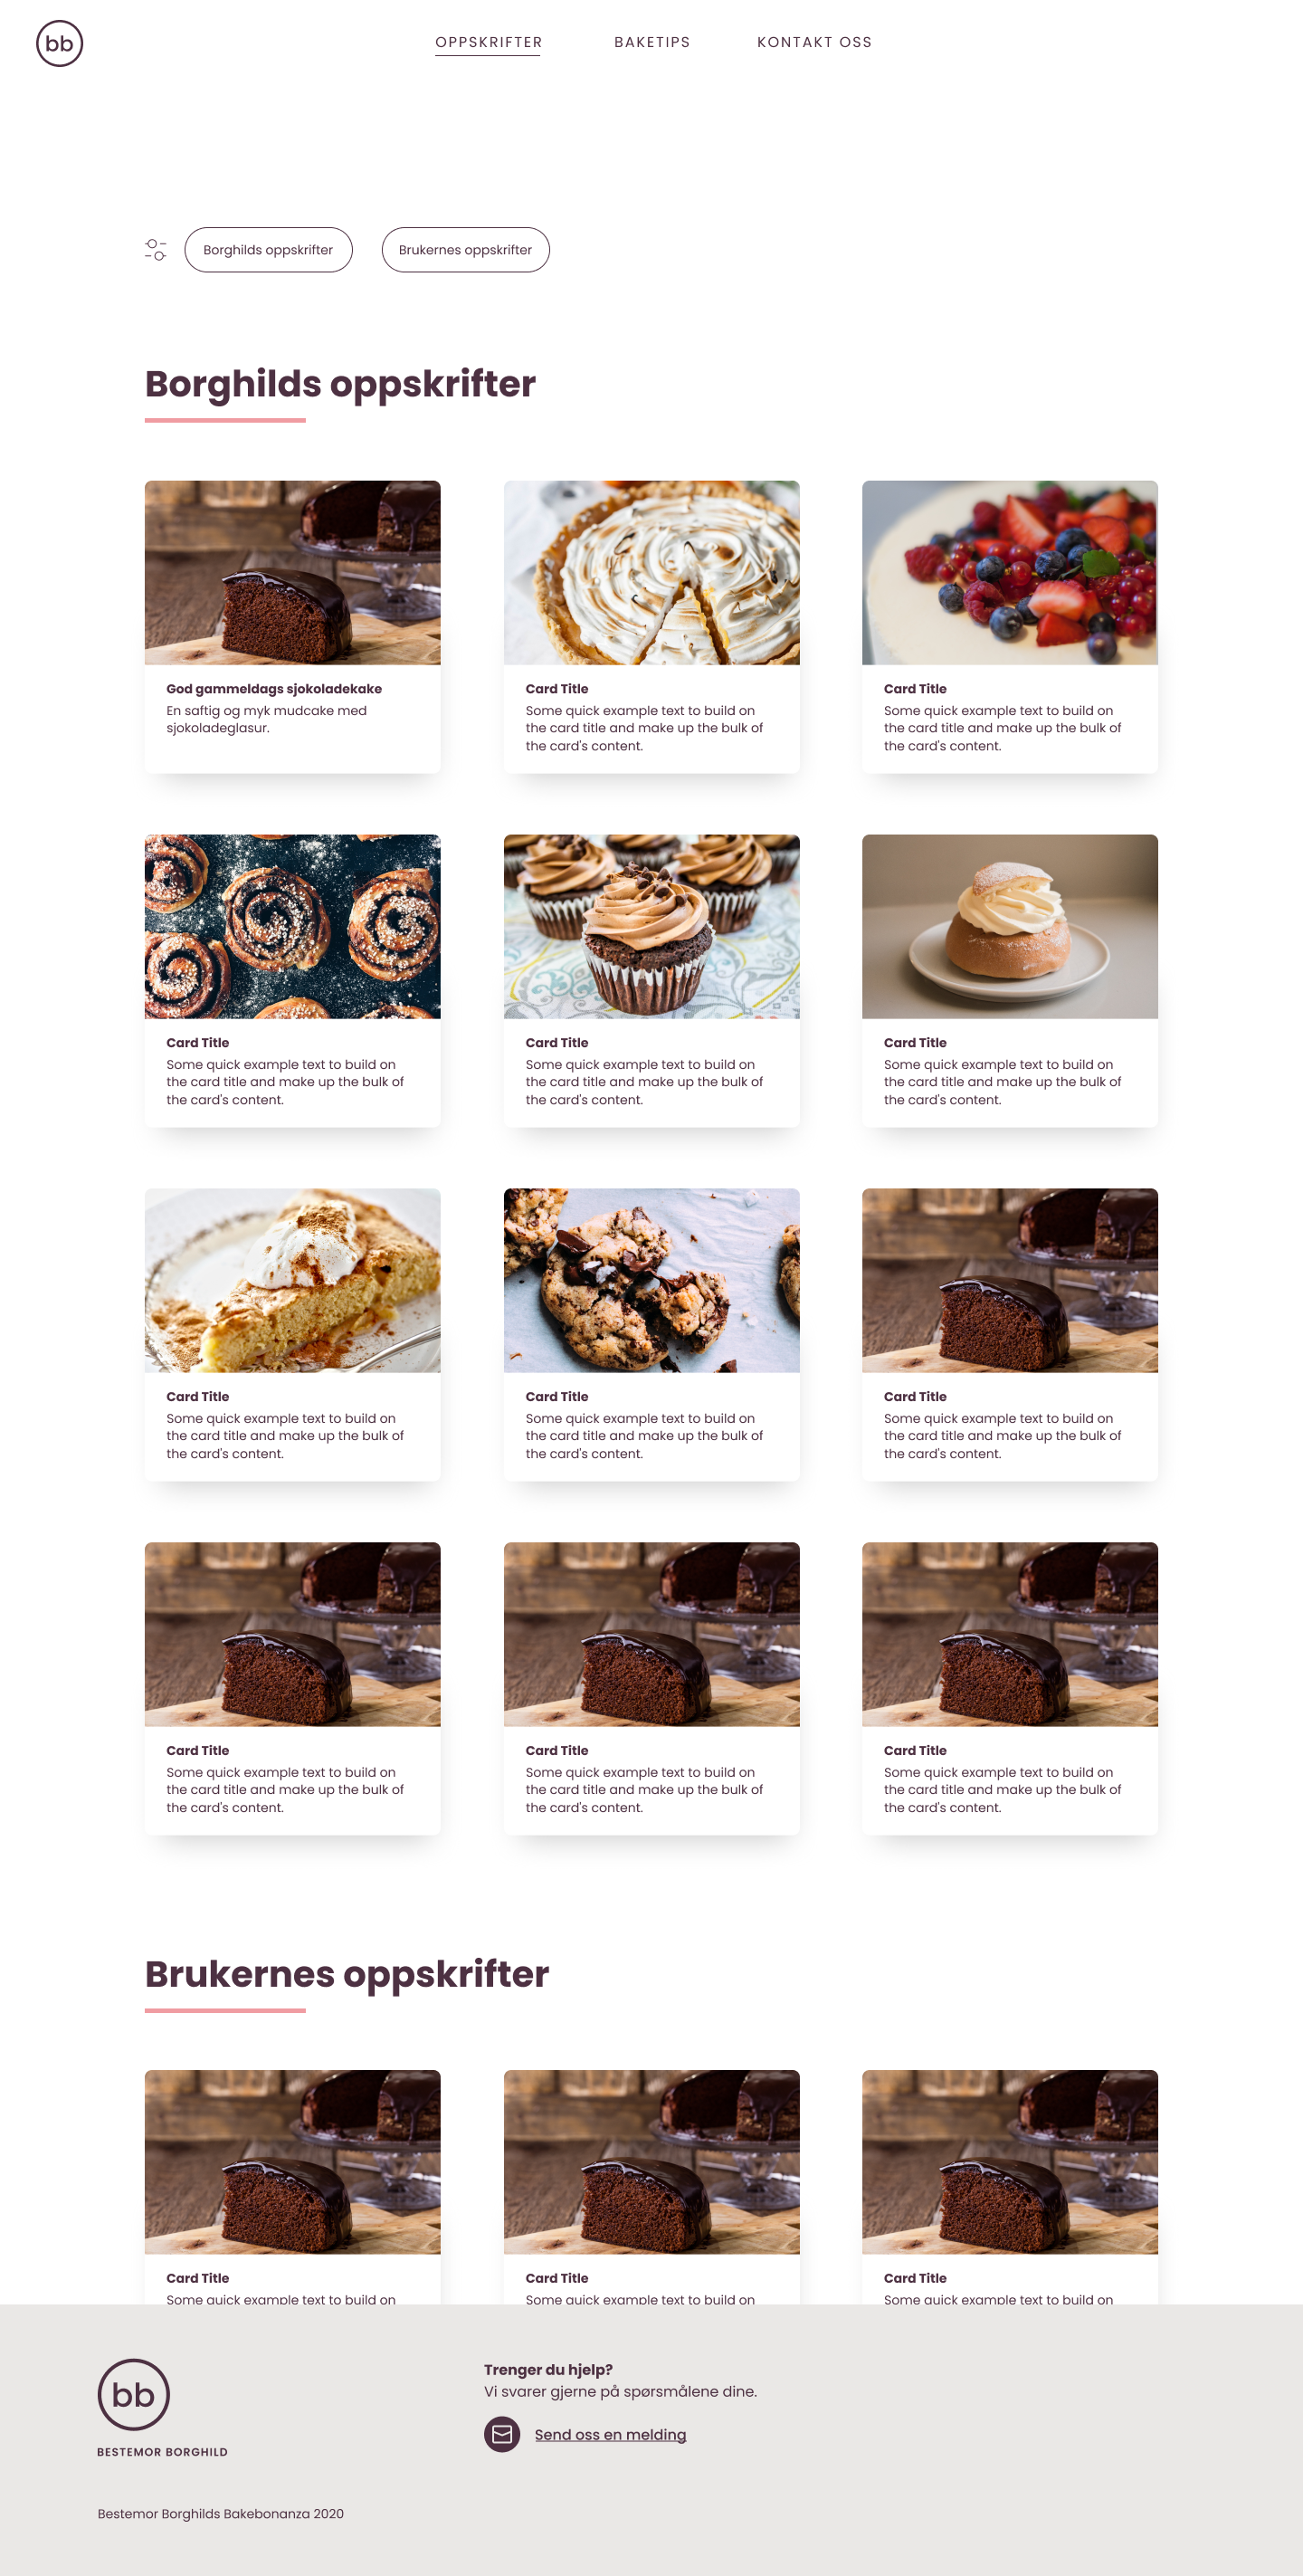 bb
OPPSKRIFTER
BAKETIPS
KONTAKT OSS
Borghilds oppskrifter
Brukernes oppskrifter
Borghilds oppskrifter
God gammeldags sjokoladekake
En saftig og myk mudcake med
sjokoladeglasur.
Card Title
Some quick example text to build on
the card title and make up the bulk of
the card's content.
Card Title
Some quick example text to build on
the card title and make up the bulk of
the card's content.
Card Title
Some quick example text to build on
the card title and make up the bulk of
the card's content.
Card Title
Some quick example text to build on
the card title and make up the bulk of
the card's content.
Card Title
Some quick example text to build on
the card title and make up the bulk of
the card's content.
Card Title
Some quick example text to build on
the card title and make up the bulk of
the card's content.
Card Title
Some quick example text to build on
the card title and make up the bulk of
the card's content.
Card Title
Some quick example text to build on
the card title and make up the bulk of
the card's content.
Card Title
Some quick example text to build on
the card title and make up the bulk of
the card's content.
Card Title
Some quick example text to build on
the card title and make up the bulk of
the card's content.
Card Title
Some quick example text to build on
the card title and make up the bulk of
the card's content.
Brukernes oppskrifter
Card Title
Some quick example text to build on
Card Title
Some quick example text to build on
Card Title
Some quick example text to build on
bb
BESTEMOR BORGHILD
Trenger du hjelp?
Vi svarer gjerne på spørsmålene dine.
Send oss en melding
Bestemor Borghilds Bakebonanza 2020